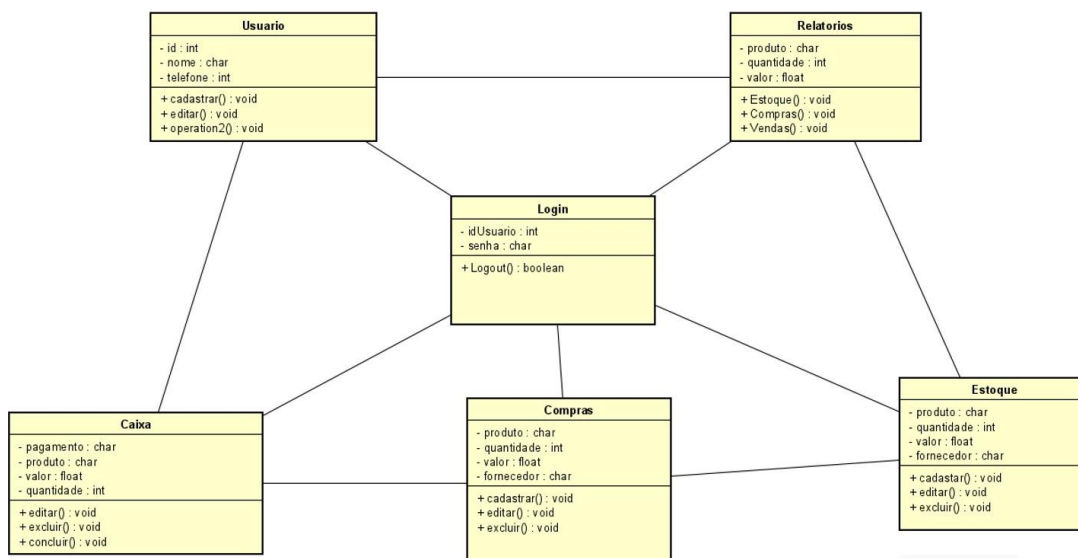 Usuario
- id : int
- nome : char
- telefone : int
+ cadastrar() : void
+ editar() : void
+ operation2() : void
Relatorios
- produto : char
- quantidade : int
- valor : float
+ Estoque() : void
+ Compras() : void
+ Vendas() : void
Login
- idUsuario : int
- senha : char
+ Logout() : boolean
Caixa
- pagamento : char
- produto : char
- valor : float
- quantidade : int
+ editar() : void
+ excluir() : void
+ concluir() : void
Compras
- produto : char
- quantidade : int
- valor : float
- fornecedor : char
+ cadastrar() : void
+ editar() : void
+ excluir() : void
Estoque
- produto : char
- quantidade : int
- valor : float
- fornecedor : char
+ cadastar() : void
+ editar() : void
+ excluir() : void